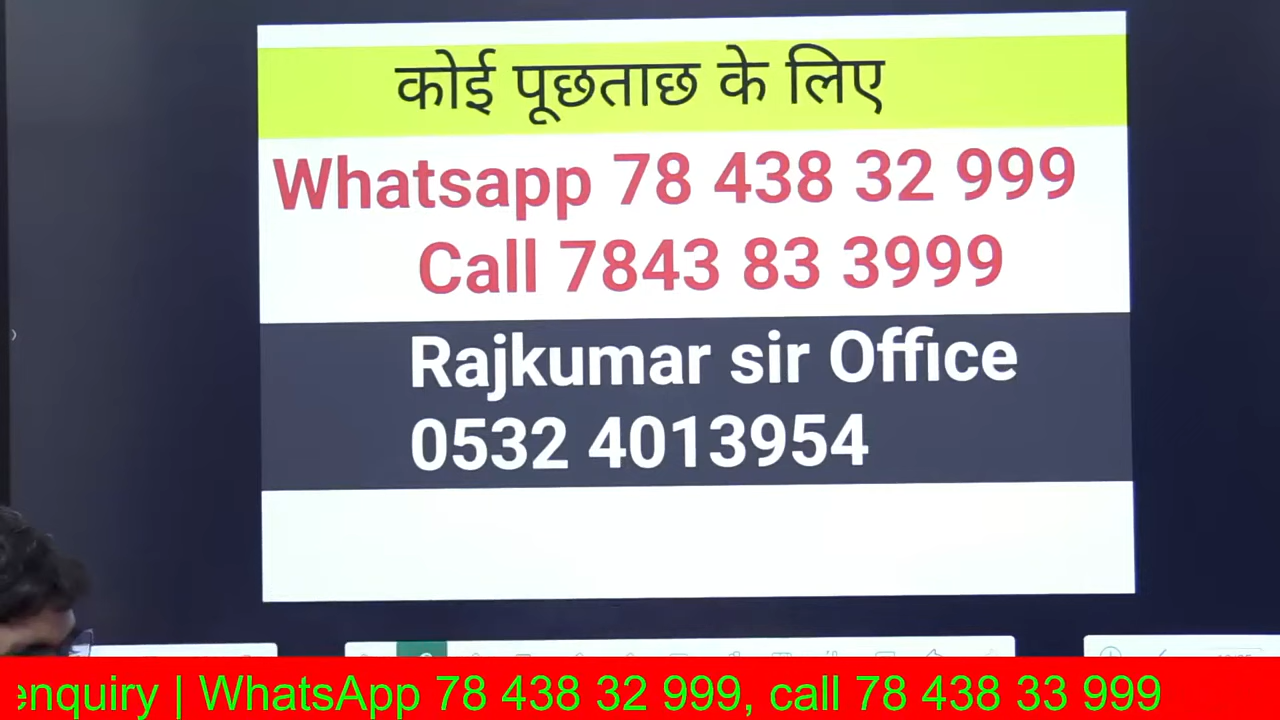 कोई पूछताछ के लिए
Whatsapp 78 438 32 999
Call 7843 83 3999
Rajkumar sir Office
0532 4013954
enquiry | WhatsApp 78 438 32 999, call 78 438 33 999